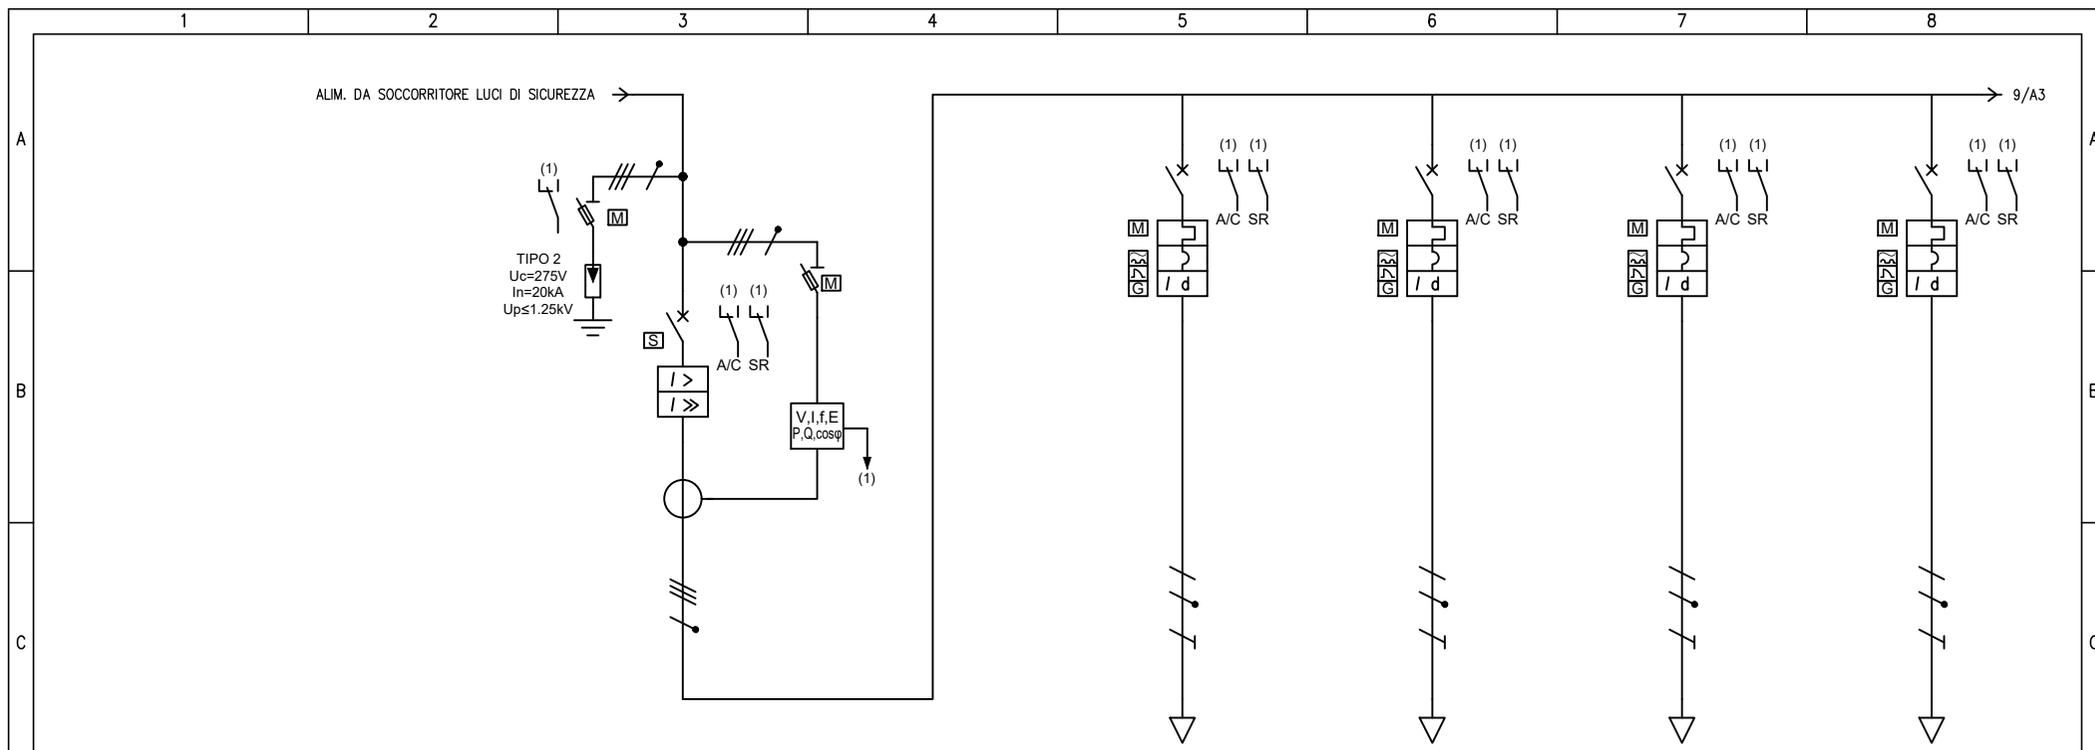 1 2 3 4 5 6 7 8
ALIM. DA SOCCORRITORE LUCI DI SICUREZZA
9/A3
A
(1)
M
TIPO 2
Uc=275V
In=20kA
Up≤1.25kV
M
(1) (1)
S
A/C SR
I >
I ≫
V,I,f,E
P,Q,cosφ
(1)
(1) (1)
A/C SR
M
G
I d
(1) (1)
A/C SR
M
G
I d
(1) (1)
A/C SR
M
G
I d
(1) (1)
A/C SR
M
G
I d
A
B
C